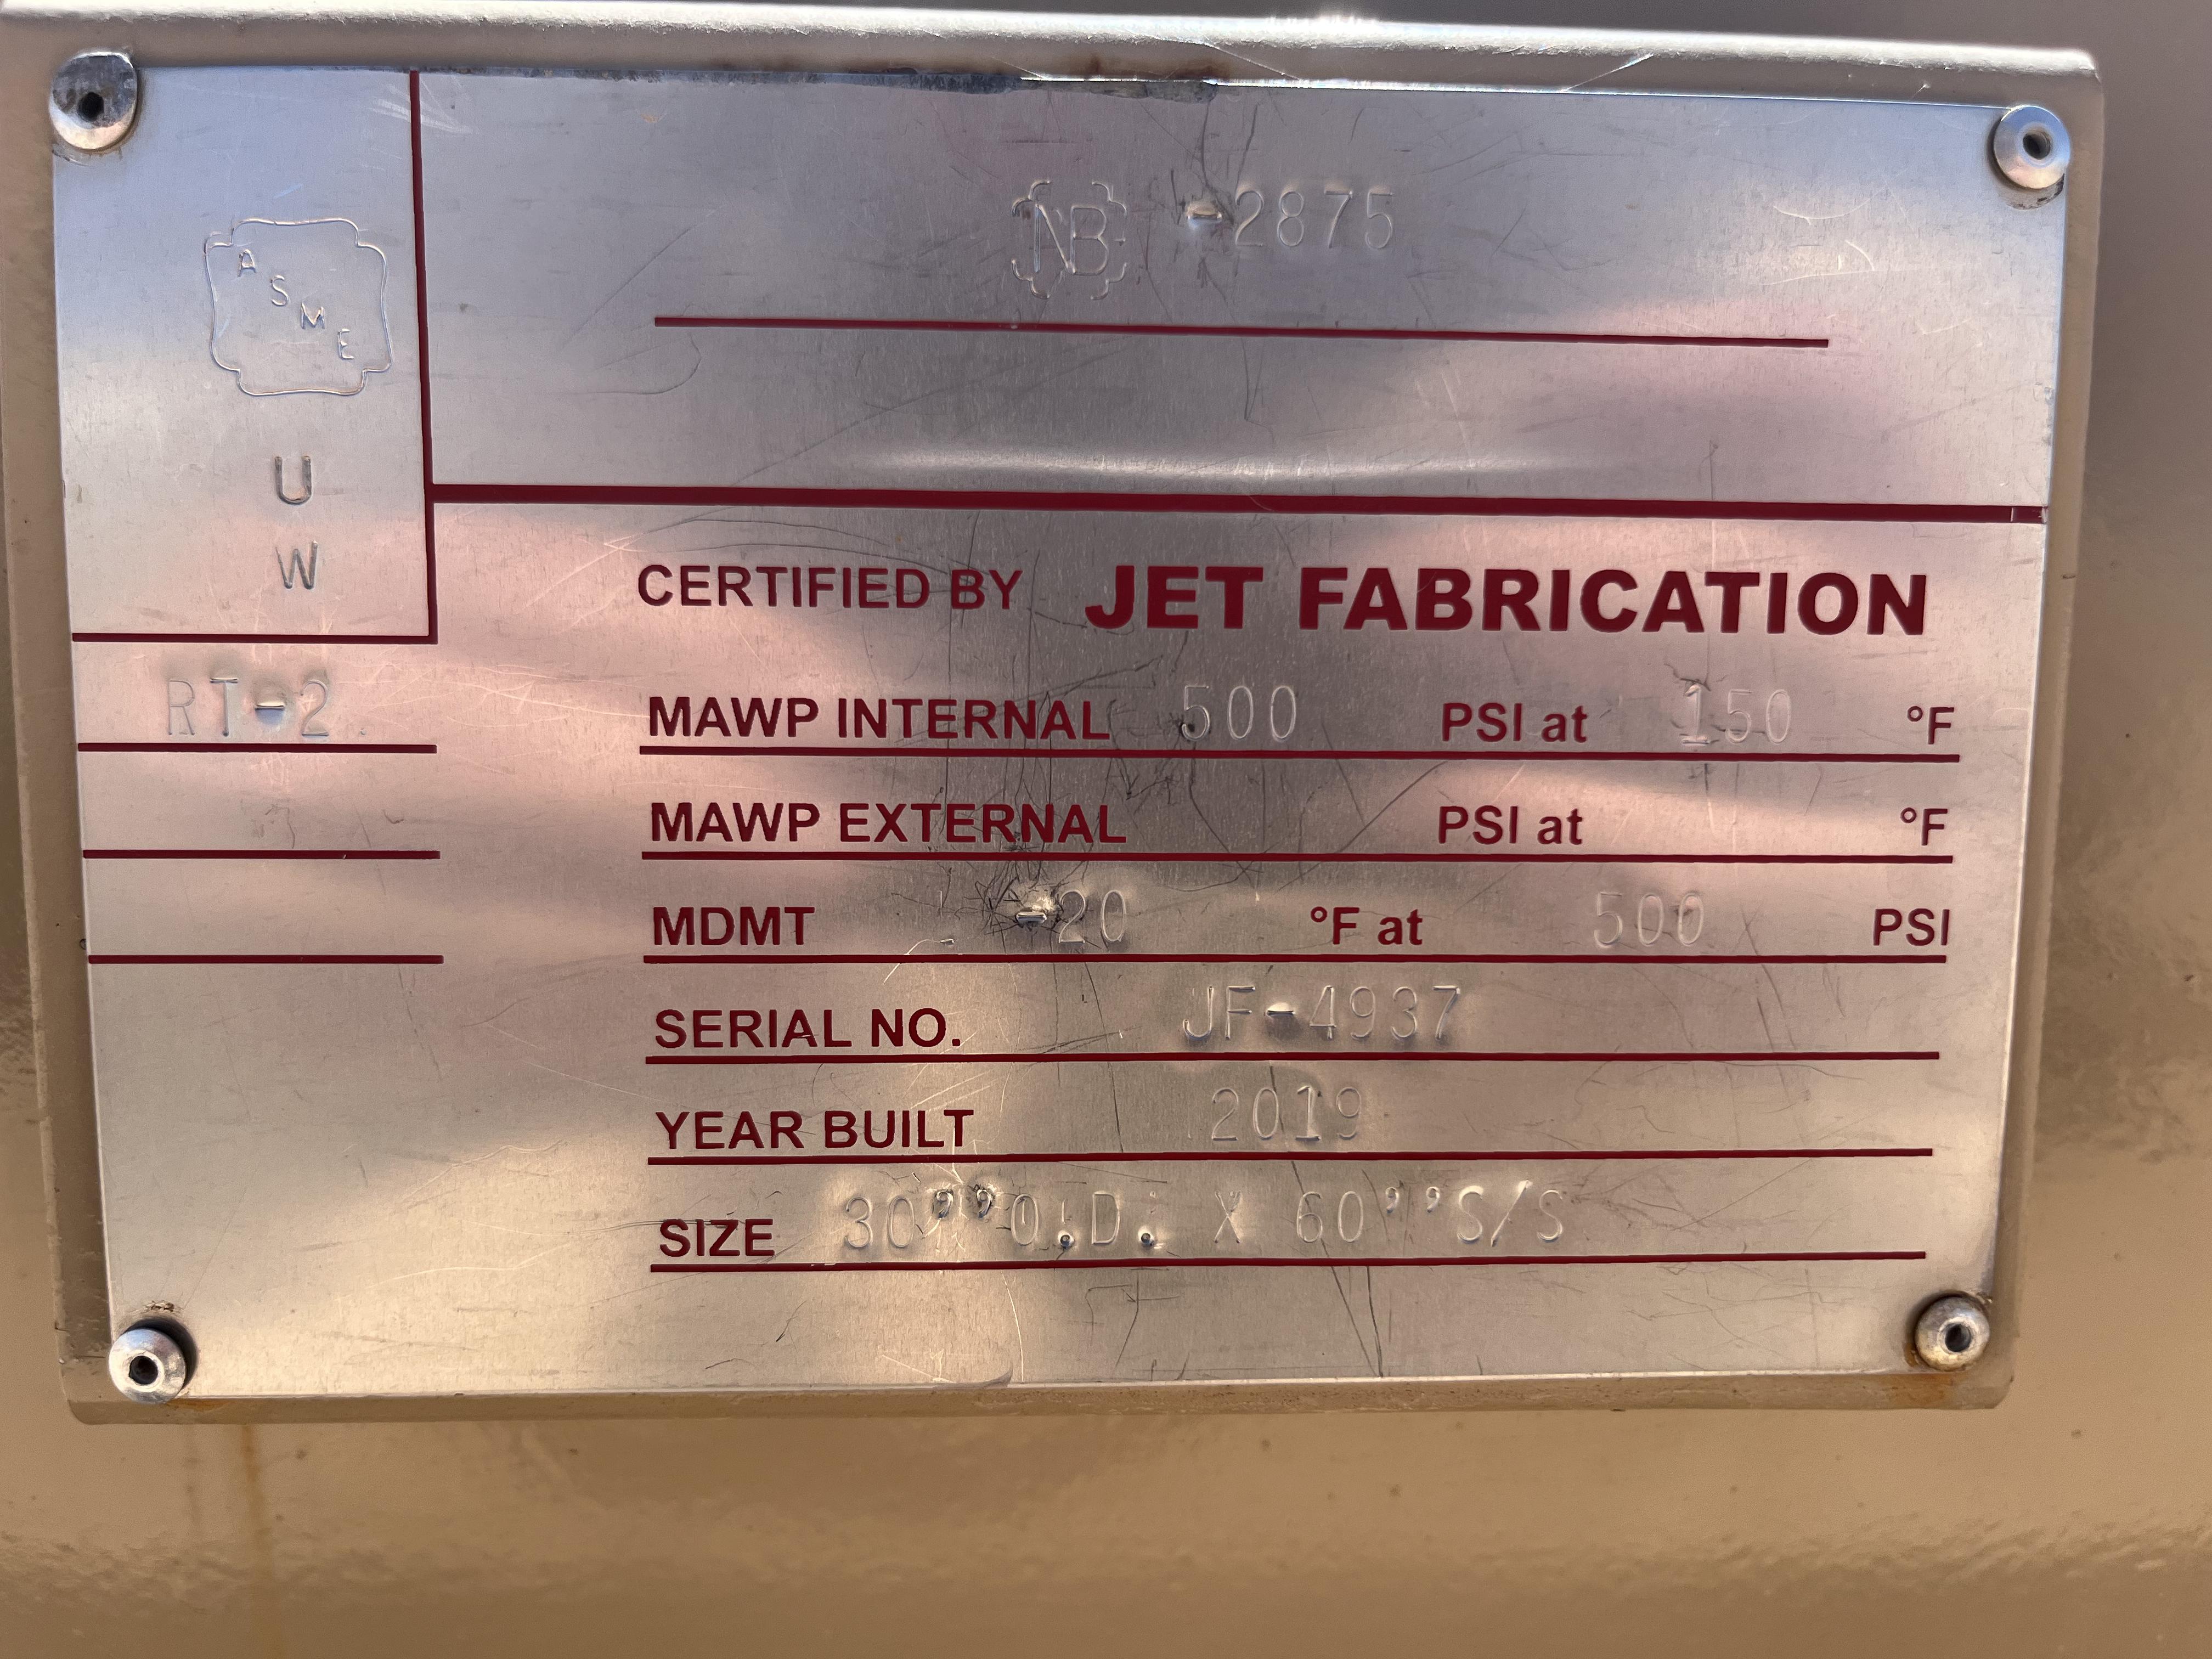 NB -2875
ASME
U
W
CERTIFIED BY JET FABRICATION
RT-2
MAWP INTERNAL 500 PSI at 150 °F
MAWP EXTERNAL PSI at °F
MDMT -20 °F at 500 PSI
SERIAL NO. JF-4937
YEAR BUILT 2019
SIZE 30''O.D. X 60''S/S